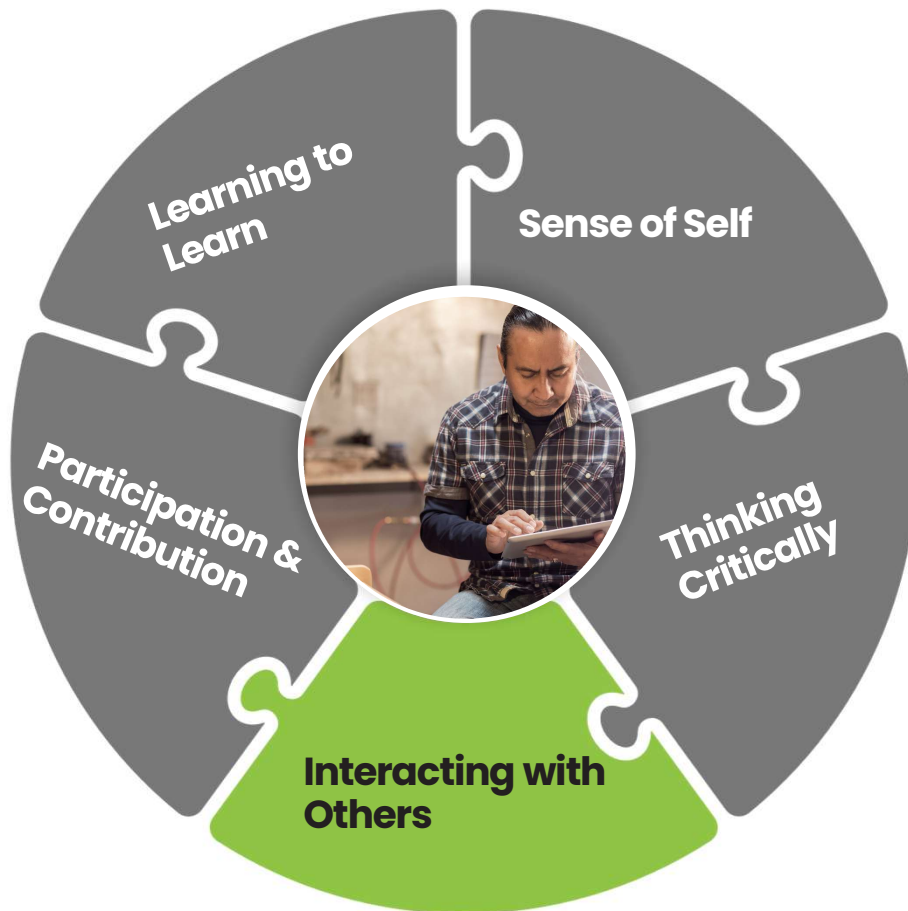 Learning to
Learn
Sense of Self
Participation &
Contribution
Thinking
Critically
Interacting with
Others